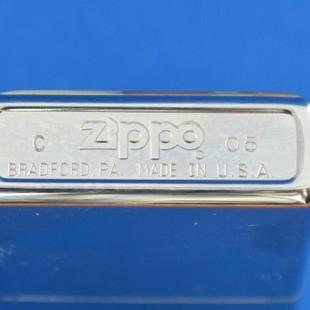 C Zippo ® 05
BRADFORD, PA. MADE IN U.S.A.